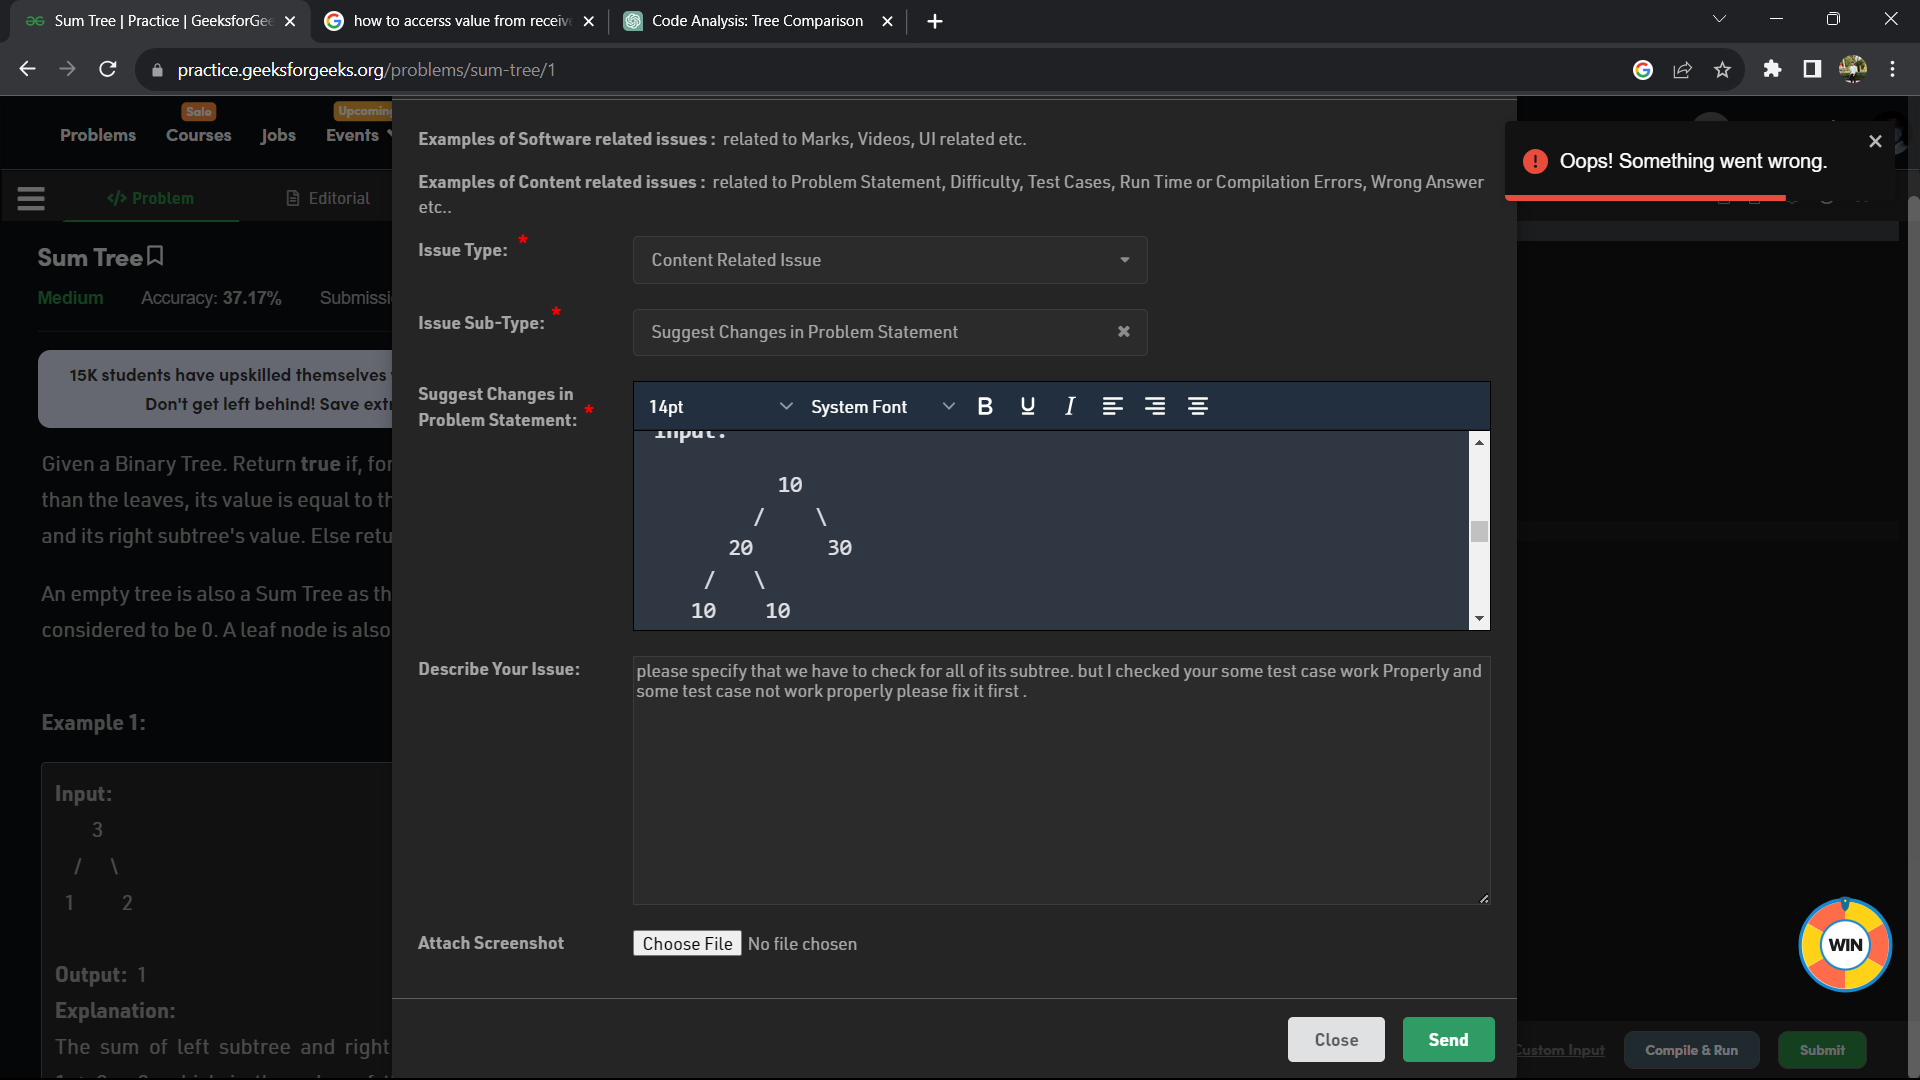 Sum Tree | Practice | GeeksforGee
how to accerss value from receiv
Code Analysis: Tree Comparison
practice.geeksforgeeks.org/problems/sum-tree/1
Sale
Upcoming
Problems
Courses
Jobs
Events
</> Problem
Editorial
Sum Tree
Medium
Accuracy: 37.17%
Submissi
15K students have upskilled themselves
Don't get left behind! Save extr
Given a Binary Tree. Return true if, for
than the leaves, its value is equal to th
and its right subtree's value. Else retu
An empty tree is also a Sum Tree as th
considered to be 0. A leaf node is also
Example 1:
Input:
3
/ \
1 2
Output: 1
Explanation:
The sum of left subtree and right
Examples of Software related issues : related to Marks, Videos, UI related etc.
Examples of Content related issues : related to Problem Statement, Difficulty, Test Cases, Run Time or Compilation Errors, Wrong Answer
etc..
Issue Type: *
Content Related Issue
Issue Sub-Type: *
Suggest Changes in Problem Statement
Suggest Changes in
Problem Statement: *
14pt
System Font
B U I
Input:
10
/ \
20 30
/ \
10 10
Describe Your Issue:
please specify that we have to check for all of its subtree. but I checked your some test case work Properly and
some test case not work properly please fix it first .
Attach Screenshot
Choose File No file chosen
Close
Send
Oops! Something went wrong.
WIN
Custom Input
Compile & Run
Submit